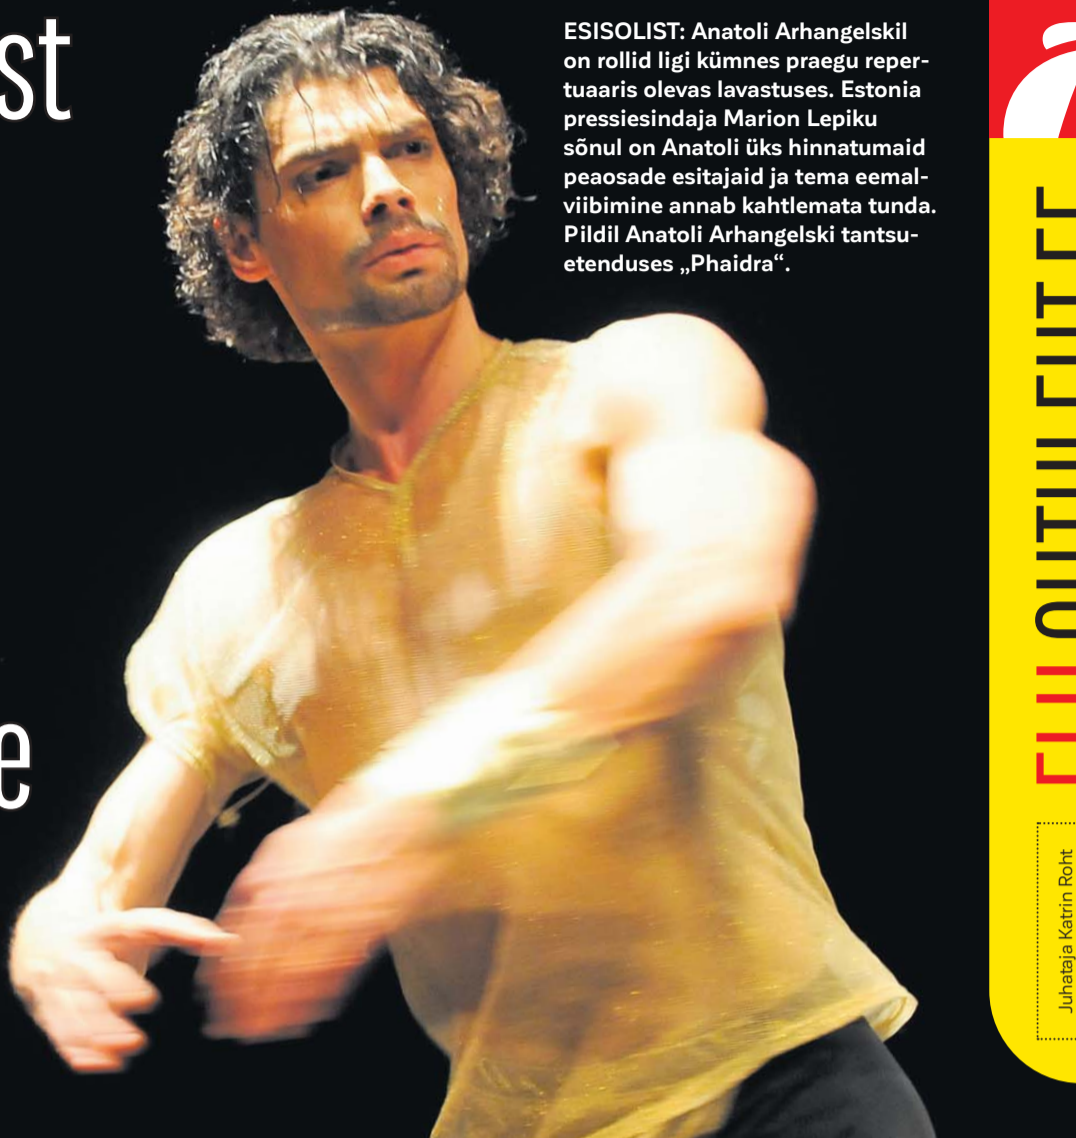 st
ESISOLIST: Anatoli Arhangelskil
on rollid ligi kümnes praegu reper-
tuaaris olevas lavastuses. Estonia
pressiesindaja Marion Lepiku
sõnul on Anatoli üks hinnatumaid
peaosade esitajaid ja tema eemal-
viibimine annab kahtlemata tunda.
Pildil Anatoli Arhangelski tantsu-
etenduses „Phaidra“.
e
Juhataja Katrin Roht